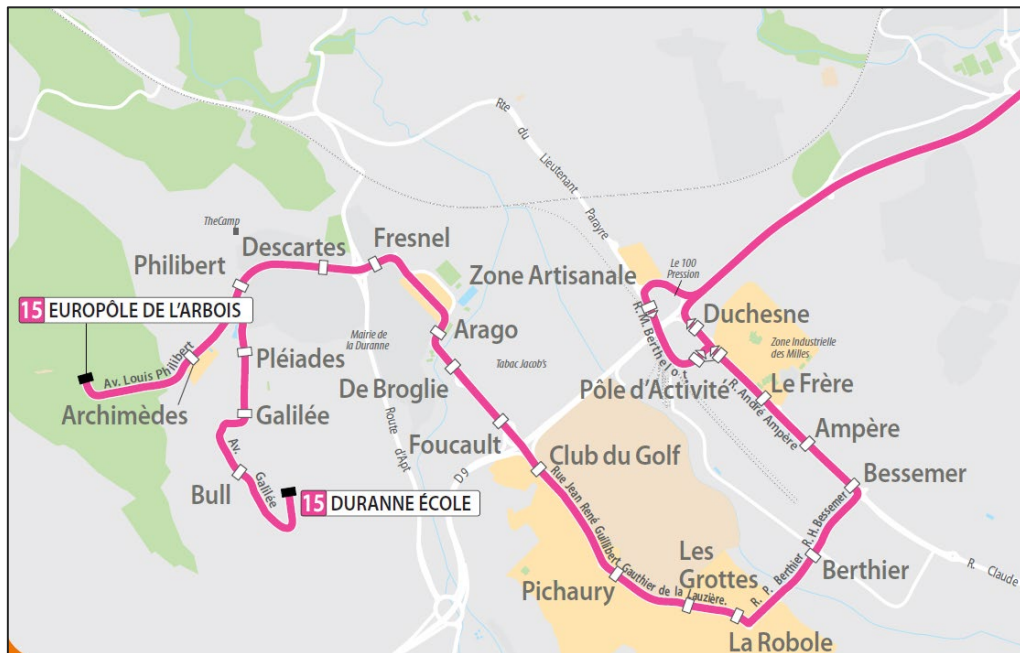 Rte du Lieutenant Parayre
TheCamp
Descartes
Fresnel
Philibert
Zone Artisanale
Le 100
Pression
15 EUROPÔLE DE L'ARBOIS
Av. Louis Philibert
Archimèdes
Pléiades
Mairie de
la Duranne
Arago
Tabac Jacob's
De Broglie
R. M. Berthelot
Duchesne
Zone Industrielle
des Milles
Pôle d'Activité
Le Frère
R. André Ampère
Ampère
Galilée
Av. Galilée
Bull
15 DURANNE ÉCOLE
Route d'Apt
Foucault
D9
Club du Golf
Bessemer
R. H. Bessemer
Rue Jean René Guillibert Gauthier de la Lauzière.
Pichaury
Les
Grottes
R. P. Berthier
Berthier
R. Claude
La Robole